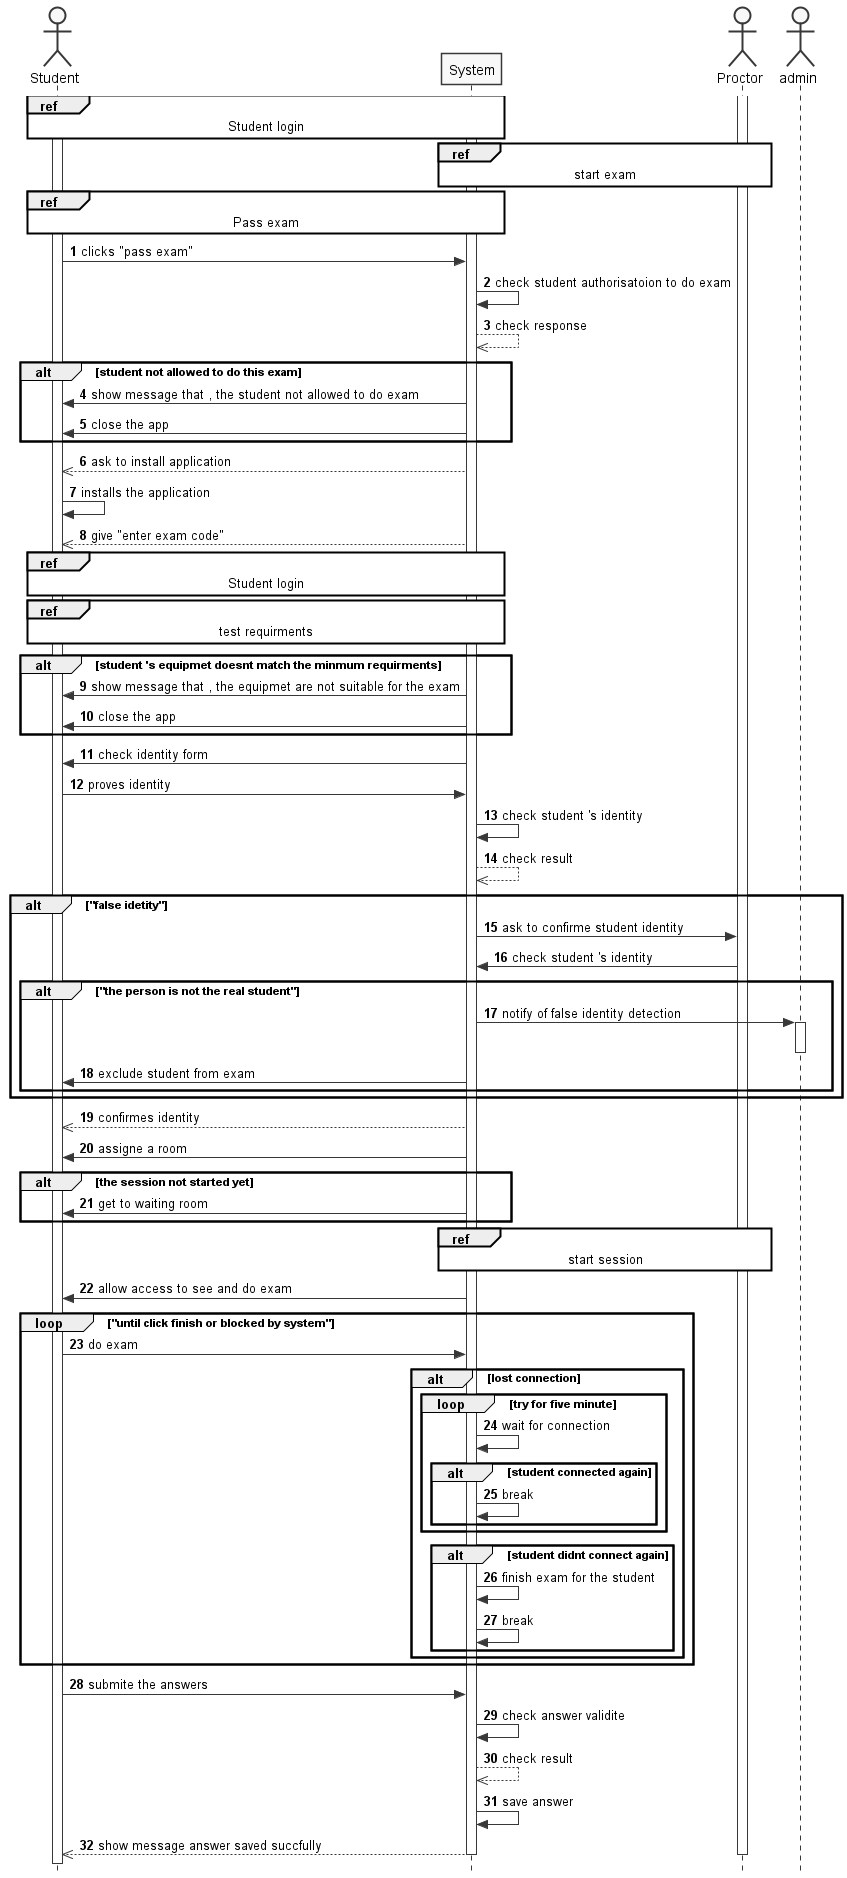 Student
System
Proctor
admin
ref
Student login
ref
start exam
ref
Pass exam
1 clicks "pass exam"
2 check student authorisatoion to do exam
3 check response
alt [student not allowed to do this exam]
4 show message that , the student not allowed to do exam
5 close the app
6 ask to install application
7 installs the application
8 give "enter exam code"
ref
Student login
ref
test requirments
alt [student 's equipmet doesnt match the minmum requirments]
9 show message that , the equipmet are not suitable for the exam
10 close the app
11 check identity form
12 proves identity
13 check student 's identity
14 check result
alt ["false idetity"]
15 ask to confirme student identity
16 check student 's identity
alt ["the person is not the real student"]
17 notify of false identity detection
18 exclude student from exam
19 confirmes identity
20 assigne a room
alt [the session not started yet]
21 get to waiting room
ref
start session
22 allow access to see and do exam
loop ["until click finish or blocked by system"]
23 do exam
alt [lost connection]
loop [try for five minute]
24 wait for connection
alt [student connected again]
25 break
alt [student didnt connect again]
26 finish exam for the student
27 break
28 submite the answers
29 check answer validite
30 check result
31 save answer
32 show message answer saved succfully